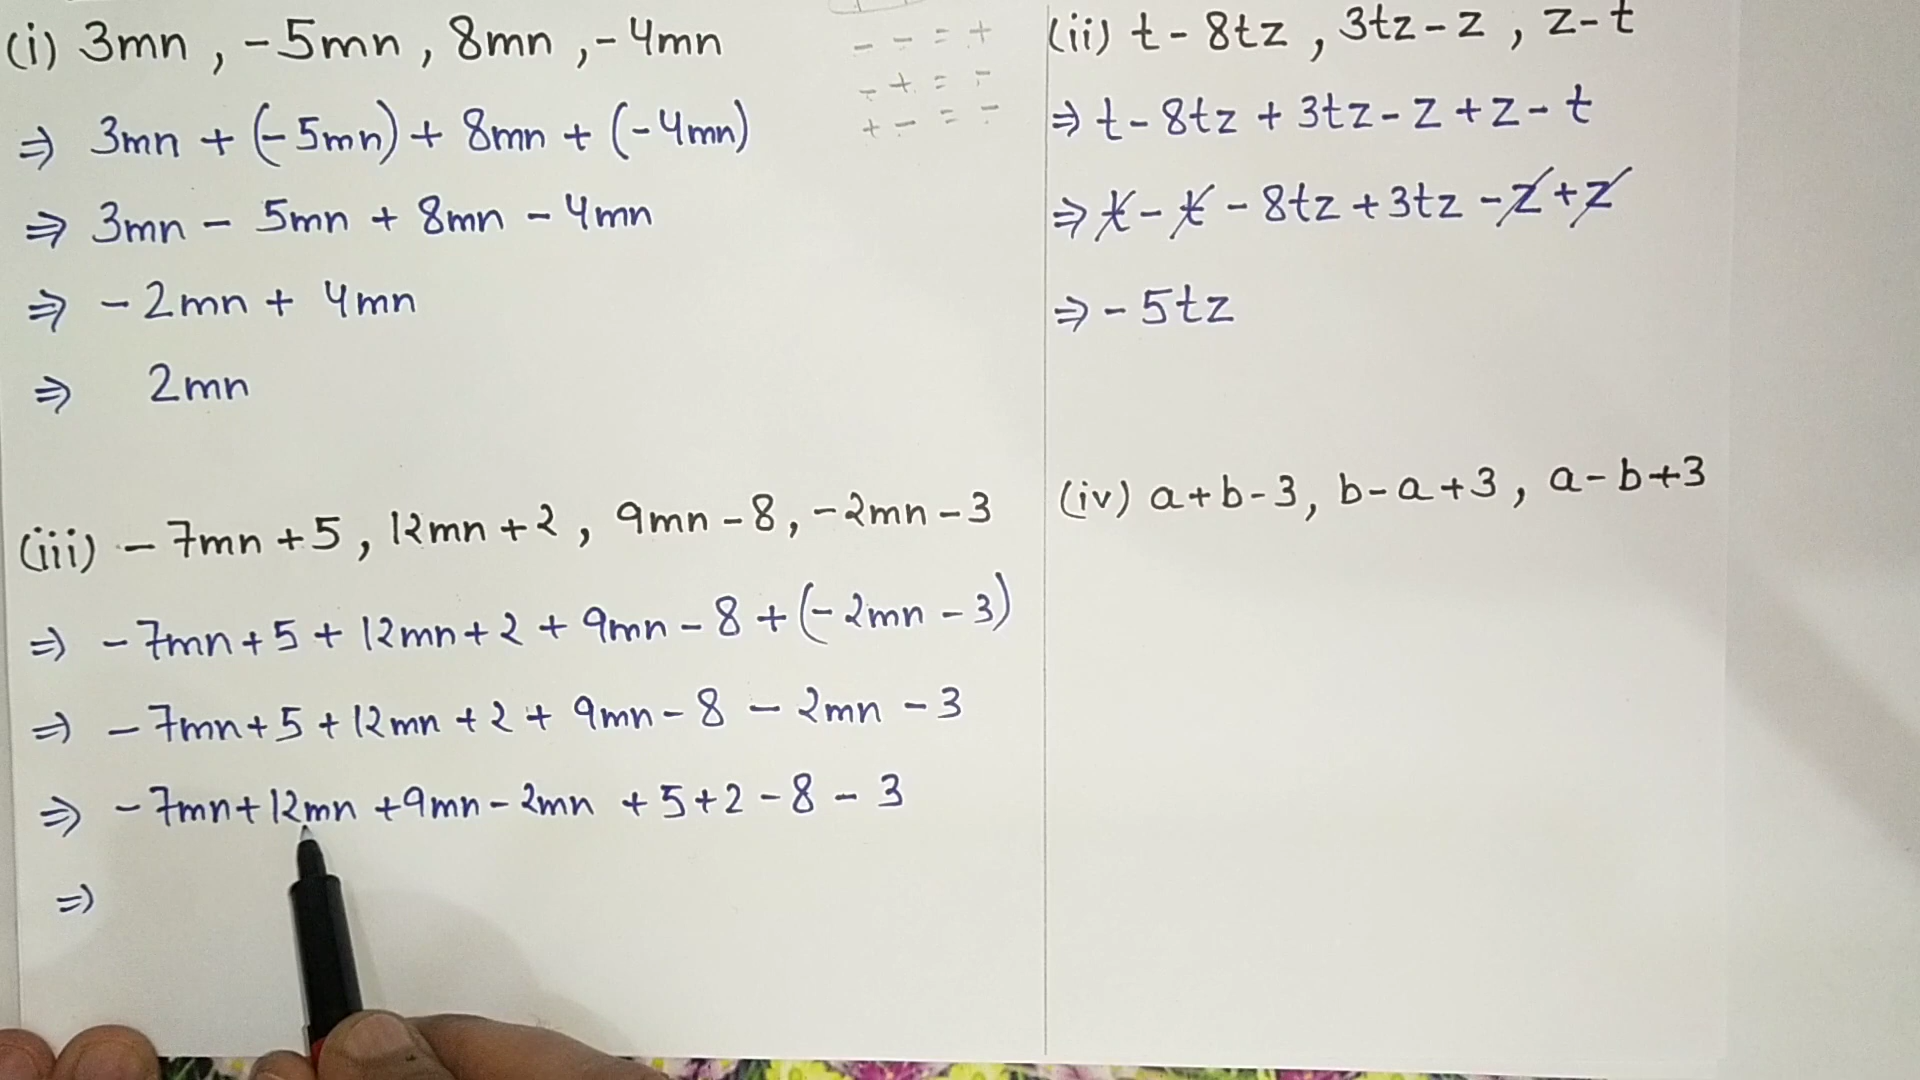 (i) 3mn , -5mn , 8mn , -4mn
⇒ 3mn + (-5mn) + 8mn + (-4mn)
⇒ 3mn - 5mn + 8mn - 4mn
⇒ -2mn + 4mn
⇒ 2mn
- - = +
- + = -
+ - = -
(ii) t - 8tz , 3tz - z , z - t
⇒ t - 8tz + 3tz - z + z - t
⇒ t - t - 8tz + 3tz - z + z
⇒ - 5tz
(iii) - 7mn + 5 , 12mn + 2 , 9mn - 8 , -2mn - 3
⇒ - 7mn + 5 + 12mn + 2 + 9mn - 8 + (- 2mn - 3)
⇒ - 7mn + 5 + 12mn + 2 + 9mn - 8 - 2mn - 3
⇒ - 7mn + 12mn + 9mn - 2mn + 5 + 2 - 8 - 3
⇒
(iv) a + b - 3 , b - a + 3 , a - b + 3